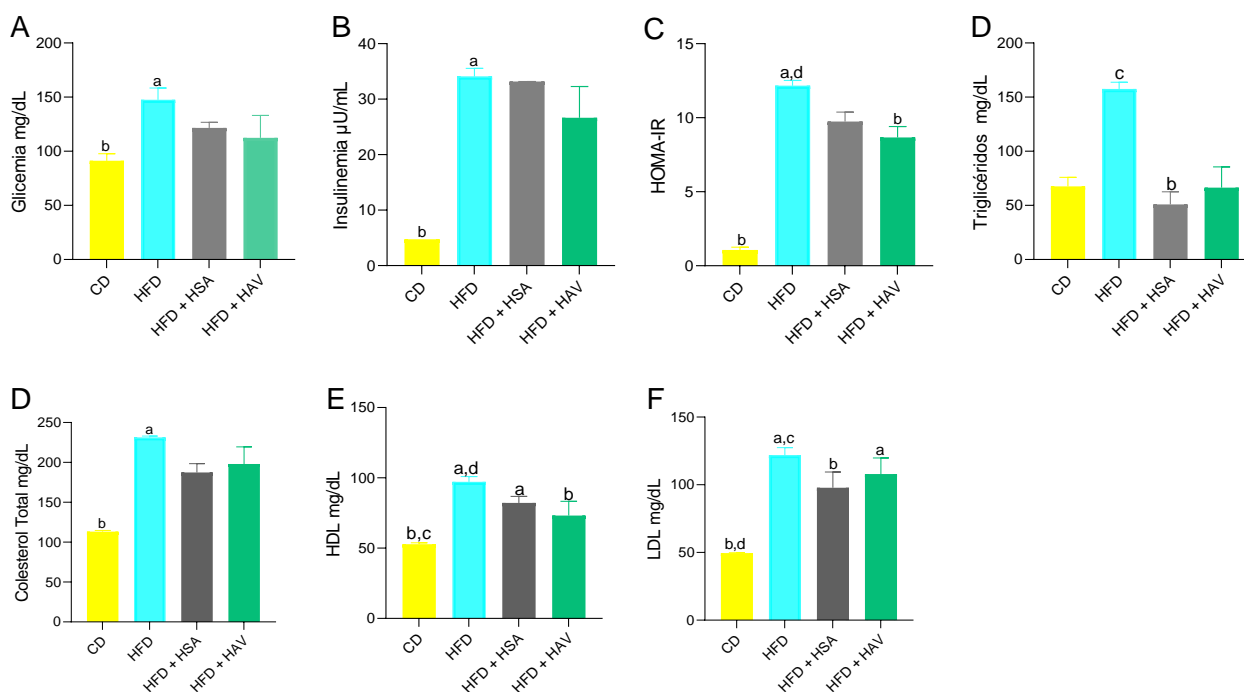 A
Glicemia mg/dL
200
150
100
50
0
b
a
CD
HFD
HFD + HSA
HFD + HAV
B
Insulinemia µU/mL
40
30
20
10
0
b
a
CD
HFD
HFD + HSA
HFD + HAV
C
HOMA-IR
15
10
5
0
b
a,d
b
CD
HFD
HFD + HSA
HFD + HAV
D
Triglicéridos mg/dL
200
150
100
50
0
c
b
CD
HFD
HFD + HSA
HFD + HAV
D
Colesterol Total mg/dL
250
200
150
100
50
0
b
a
CD
HFD
HFD + HSA
HFD + HAV
E
HDL mg/dL
150
100
50
0
b,c
a,d
a
b
CD
HFD
HFD + HSA
HFD + HAV
F
LDL mg/dL
150
100
50
0
b,d
a,c
b
a
CD
HFD
HFD + HSA
HFD + HAV